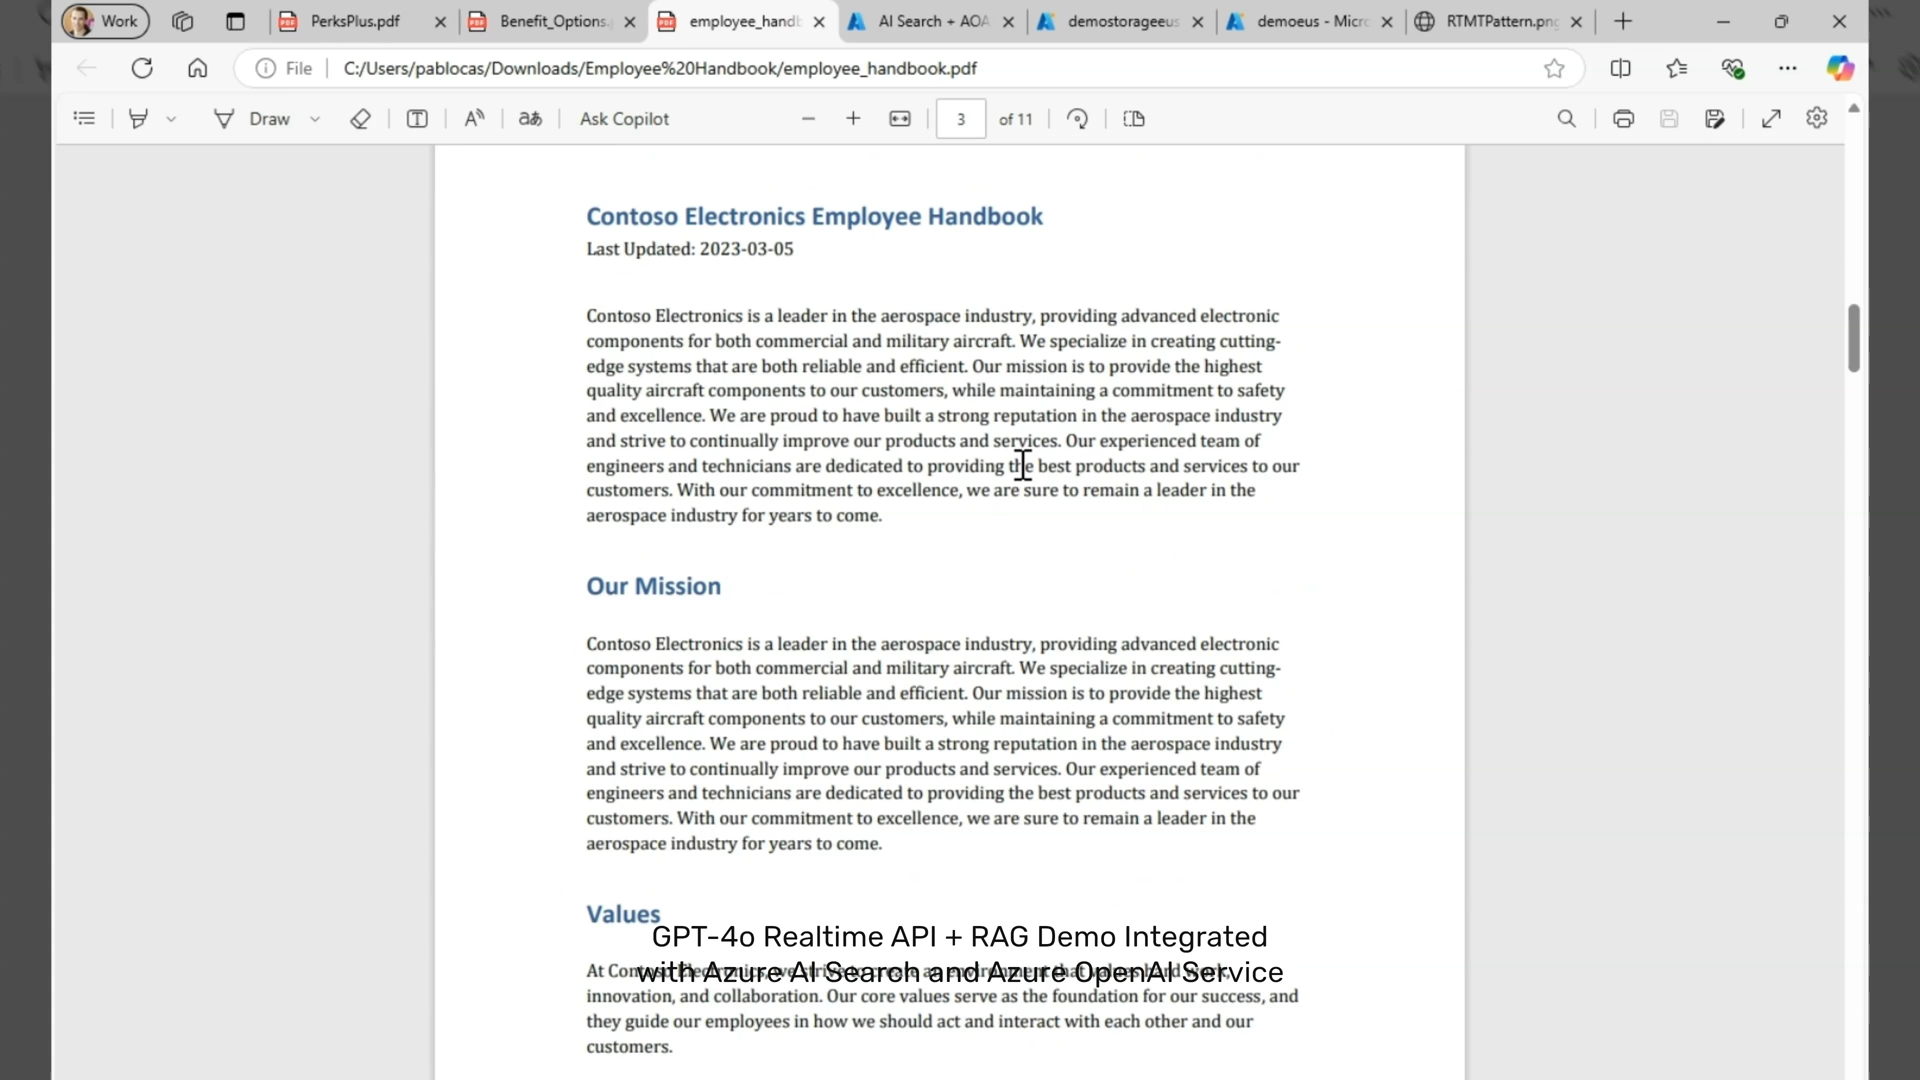 Work
PerksPlus.pdf
Benefit_Options.
employee_handb
AI Search + AOA
demostorageeus
demoeus - Micro
RTMTPattern.png
File
C:/Users/pablocas/Downloads/Employee%20Handbook/employee_handbook.pdf
Draw
Ask Copilot
3
of 11
Contoso Electronics Employee Handbook
Last Updated: 2023-03-05
Contoso Electronics is a leader in the aerospace industry, providing advanced electronic
components for both commercial and military aircraft. We specialize in creating cutting-
edge systems that are both reliable and efficient. Our mission is to provide the highest
quality aircraft components to our customers, while maintaining a commitment to safety
and excellence. We are proud to have built a strong reputation in the aerospace industry
and strive to continually improve our products and services. Our experienced team of
engineers and technicians are dedicated to providing the best products and services to our
customers. With our commitment to excellence, we are sure to remain a leader in the
aerospace industry for years to come.
Our Mission
Contoso Electronics is a leader in the aerospace industry, providing advanced electronic
components for both commercial and military aircraft. We specialize in creating cutting-
edge systems that are both reliable and efficient. Our mission is to provide the highest
quality aircraft components to our customers, while maintaining a commitment to safety
and excellence. We are proud to have built a strong reputation in the aerospace industry
and strive to continually improve our products and services. Our experienced team of
engineers and technicians are dedicated to providing the best products and services to our
customers. With our commitment to excellence, we are sure to remain a leader in the
aerospace industry for years to come.
Values
GPT-4o Realtime API + RAG Demo Integrated
with Azure AI Search and Azure OpenAI Service
At Contoso Electronics, we strive to create an environment that values hard work,
innovation, and collaboration. Our core values serve as the foundation for our success, and
they guide our employees in how we should act and interact with each other and our
customers.